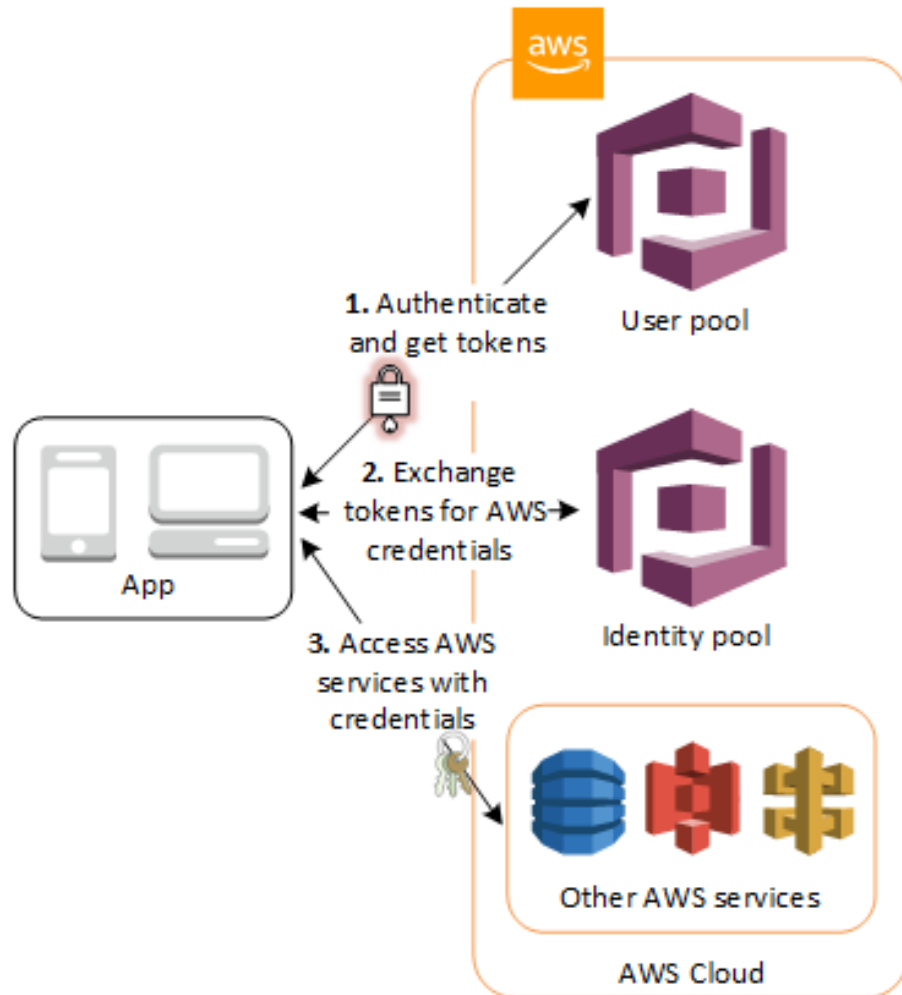 aws
1. Authenticate
and get tokens
User pool
2. Exchange
tokens for AWS
credentials
App
Identity pool
3. Access AWS
services with
credentials
Other AWS services
AWS Cloud